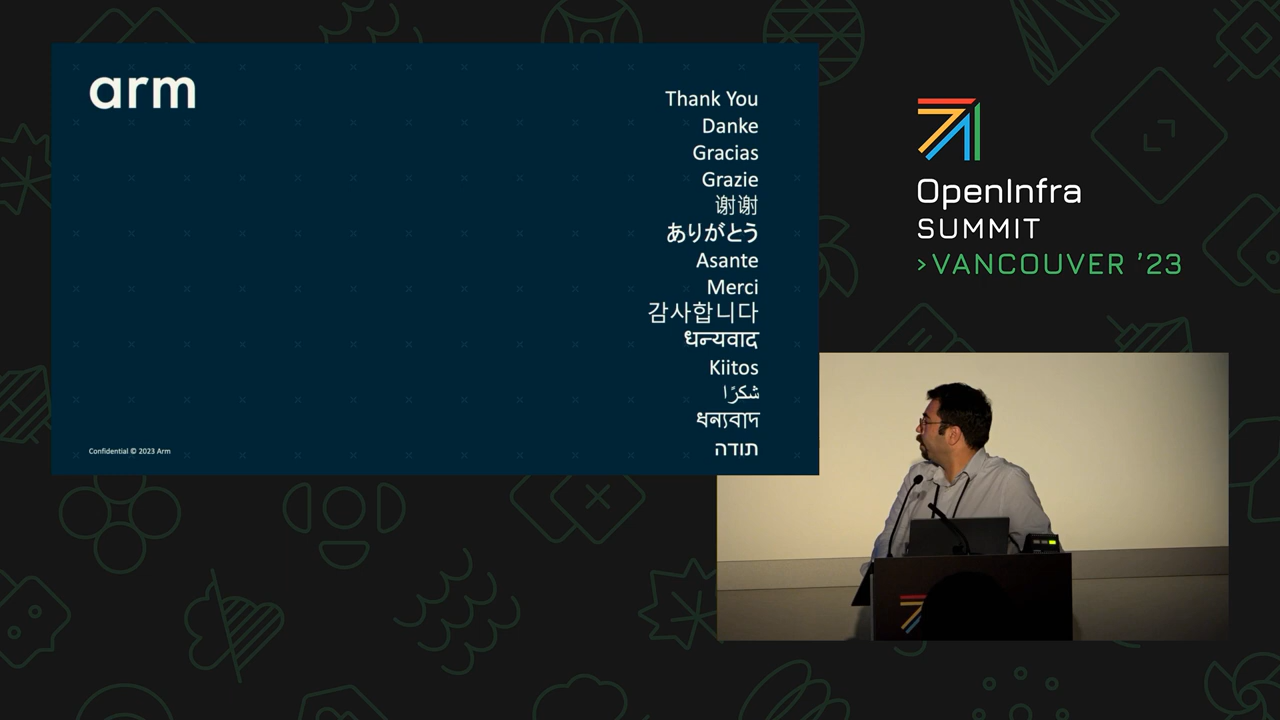 arm
Thank You
Danke
Gracias
Grazie
谢谢
ありがとう
Asante
Merci
감사합니다
धन्यवाद
Kiitos
شكرًا
ধন্যবাদ
תודה
Confidential © 2023 Arm
OpenInfra
SUMMIT
>VANCOUVER ’23